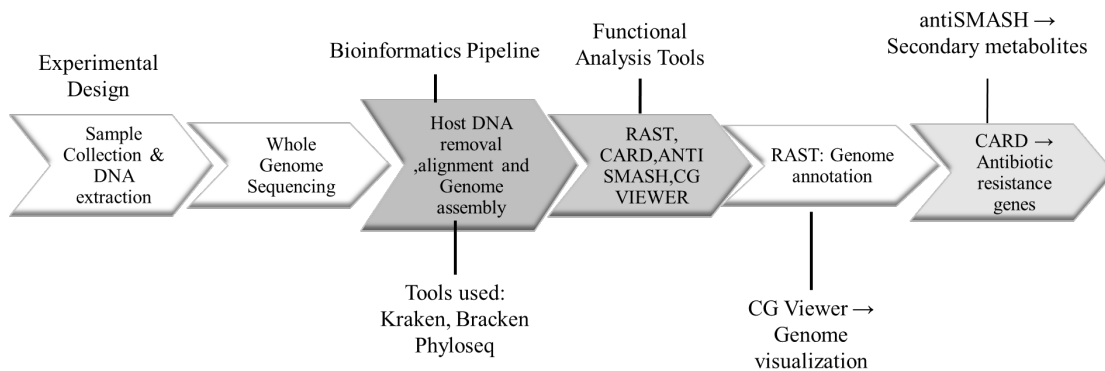 Experimental
Design
Sample
Collection &
DNA
extraction
Whole
Genome
Sequencing
Bioinformatics Pipeline
Host DNA
removal
,alignment and
Genome
assembly
Tools used:
Kraken, Bracken
Phyloseq
Functional
Analysis Tools
RAST,
CARD,ANTI
SMASH,CG
VIEWER
RAST: Genome
annotation
CG Viewer →
Genome
visualization
antiSMASH →
Secondary metabolites
CARD →
Antibiotic
resistance
genes